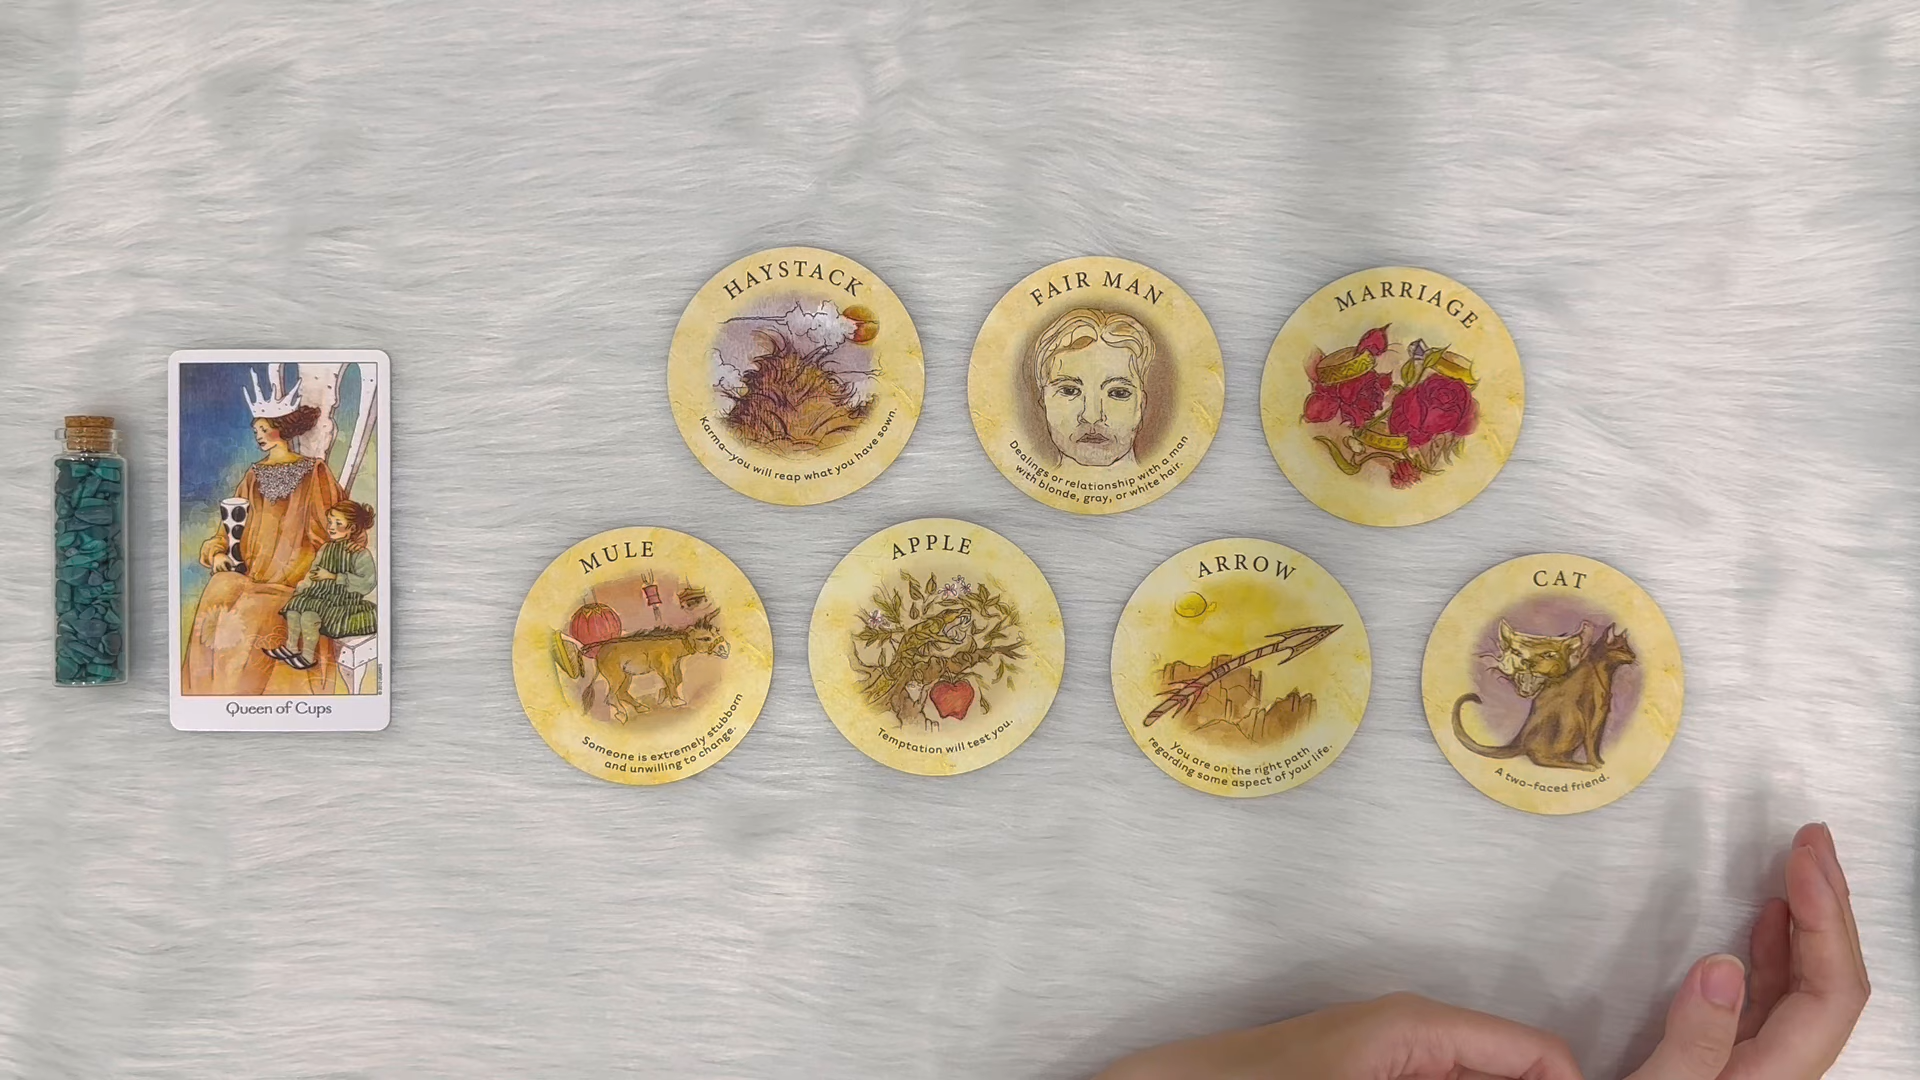 HAYSTACK
Karma—you will reap what you have sown.
FAIR MAN
Dealings or relationship with a man
with blonde, gray, or white hair.
MARRIAGE
MULE
Someone is extremely stubborn
and unwilling to change.
APPLE
Temptation will test you.
ARROW
You are on the right path
regarding some aspect of your life.
CAT
A two-faced friend.
Queen of Cups